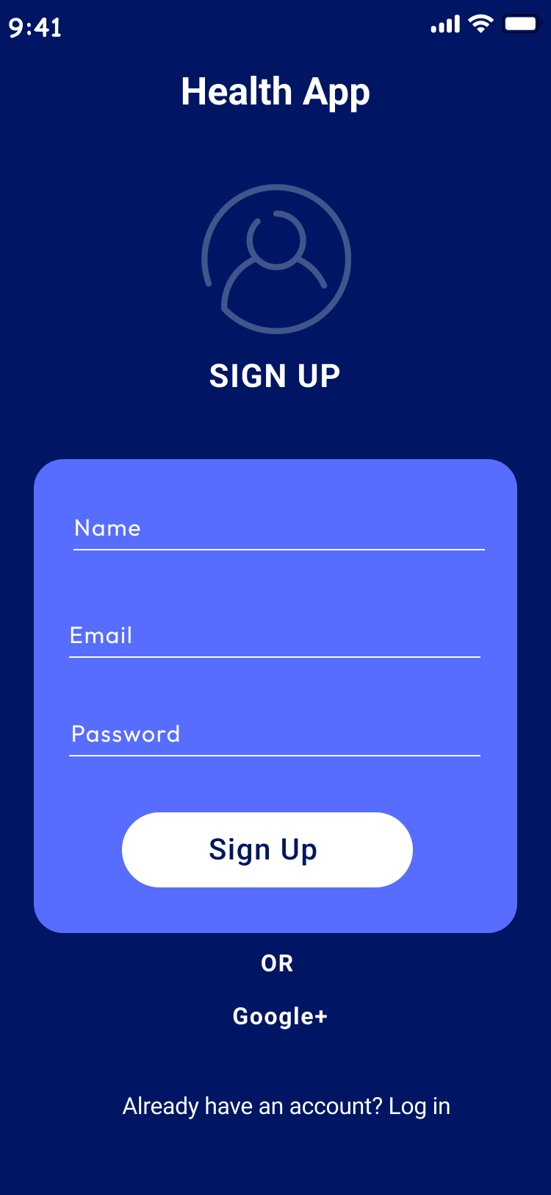 9:41
Health App
SIGN UP
Name
Email
Password
Sign Up
OR
Google+
Already have an account? Log in